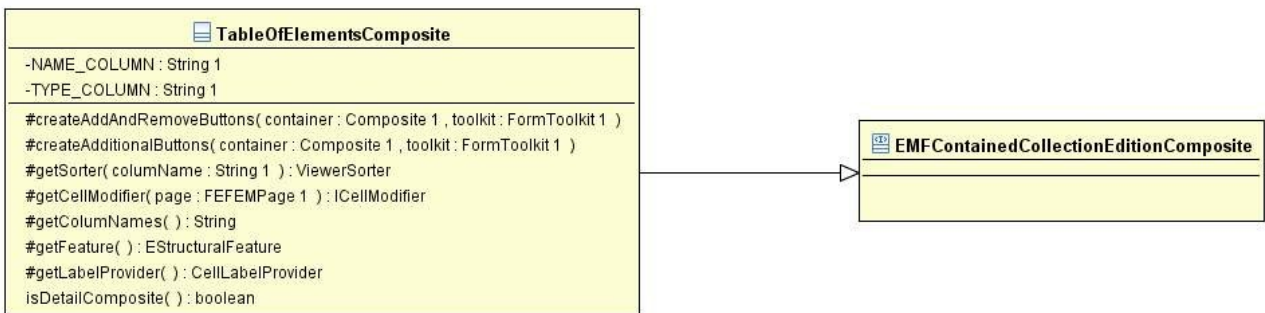 TableOfElementsComposite
-NAME_COLUMN : String 1
-TYPE_COLUMN : String 1
#createAddAndRemoveButtons( container : Composite 1 , toolkit : FormToolkit 1 )
#createAdditionalButtons( container : Composite 1 , toolkit : FormToolkit 1 )
#getSorter( columName : String 1 ) : ViewerSorter
#getCellModifier( page : FEFEMPage 1 ) : ICellModifier
#getColumNames( ) : String
#getFeature( ) : EStructuralFeature
#getLabelProvider( ) : CellLabelProvider
isDetailComposite( ) : boolean
EMFContainedCollectionEditionComposite